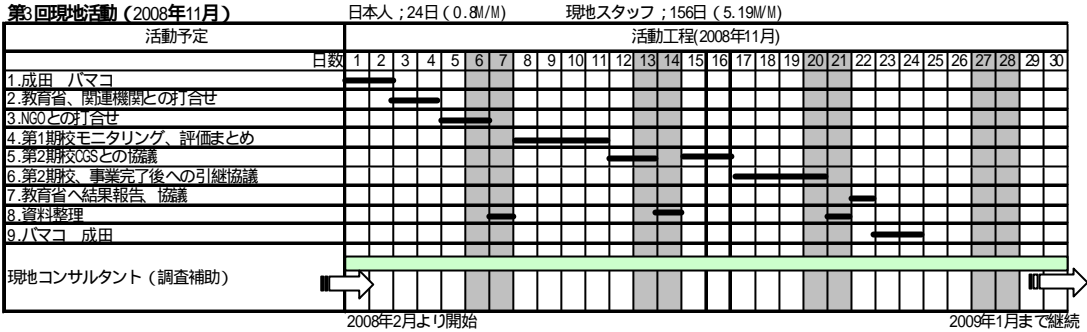 第3回現地活動（2008年11月） 日本人；24日（0.8M/M） 現地スタッフ；156日（5.19M/M）
活動予定 活動工程(2008年11月)
日数 1 2 3 4 5 6 7 8 9 10 11 12 13 14 15 16 17 18 19 20 21 22 23 24 25 26 27 28 29 30
1.成田 バマコ
2.教育省、関連機関との打合せ
3.NGOとの打合せ
4.第1期校モニタリング、評価まとめ
5.第2期校CGSとの協議
6.第2期校、事業完了後への引継協議
7.教育省へ結果報告、協議
8.資料整理
9.バマコ 成田
現地コンサルタント（調査補助）
2008年2月より開始 2009年1月まで継続